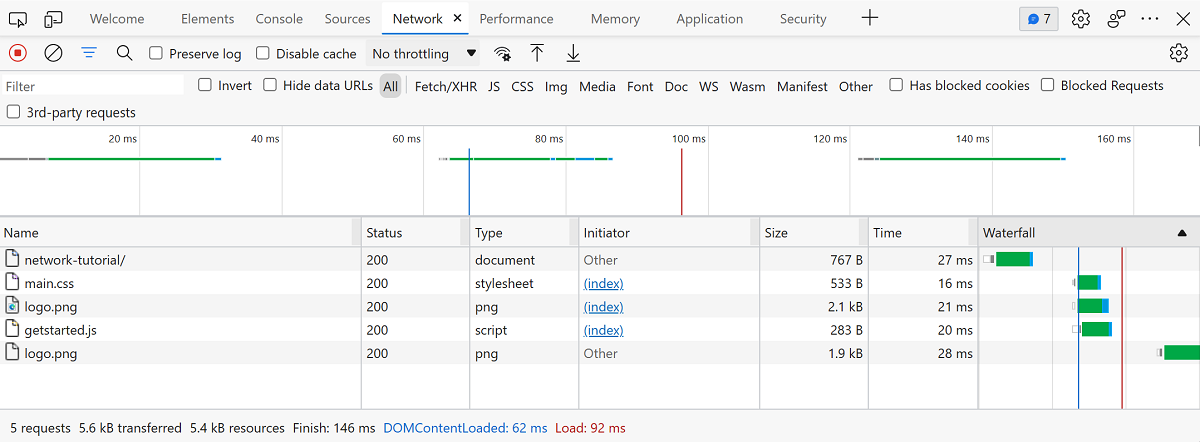 Welcome Elements Console Sources Network Performance Memory Application Security 7
Preserve log Disable cache No throttling
Filter Invert Hide data URLs All Fetch/XHR JS CSS Img Media Font Doc WS Wasm Manifest Other Has blocked cookies Blocked Requests
3rd-party requests
20 ms 40 ms 60 ms 80 ms 100 ms 120 ms 140 ms 160 ms
Name Status Type Initiator Size Time Waterfall
network-tutorial/ 200 document Other 767 B 27 ms
main.css 200 stylesheet (index) 533 B 16 ms
logo.png 200 png (index) 2.1 kB 21 ms
getstarted.js 200 script (index) 283 B 20 ms
logo.png 200 png Other 1.9 kB 28 ms
5 requests 5.6 kB transferred 5.4 kB resources Finish: 146 ms DOMContentLoaded: 62 ms Load: 92 ms